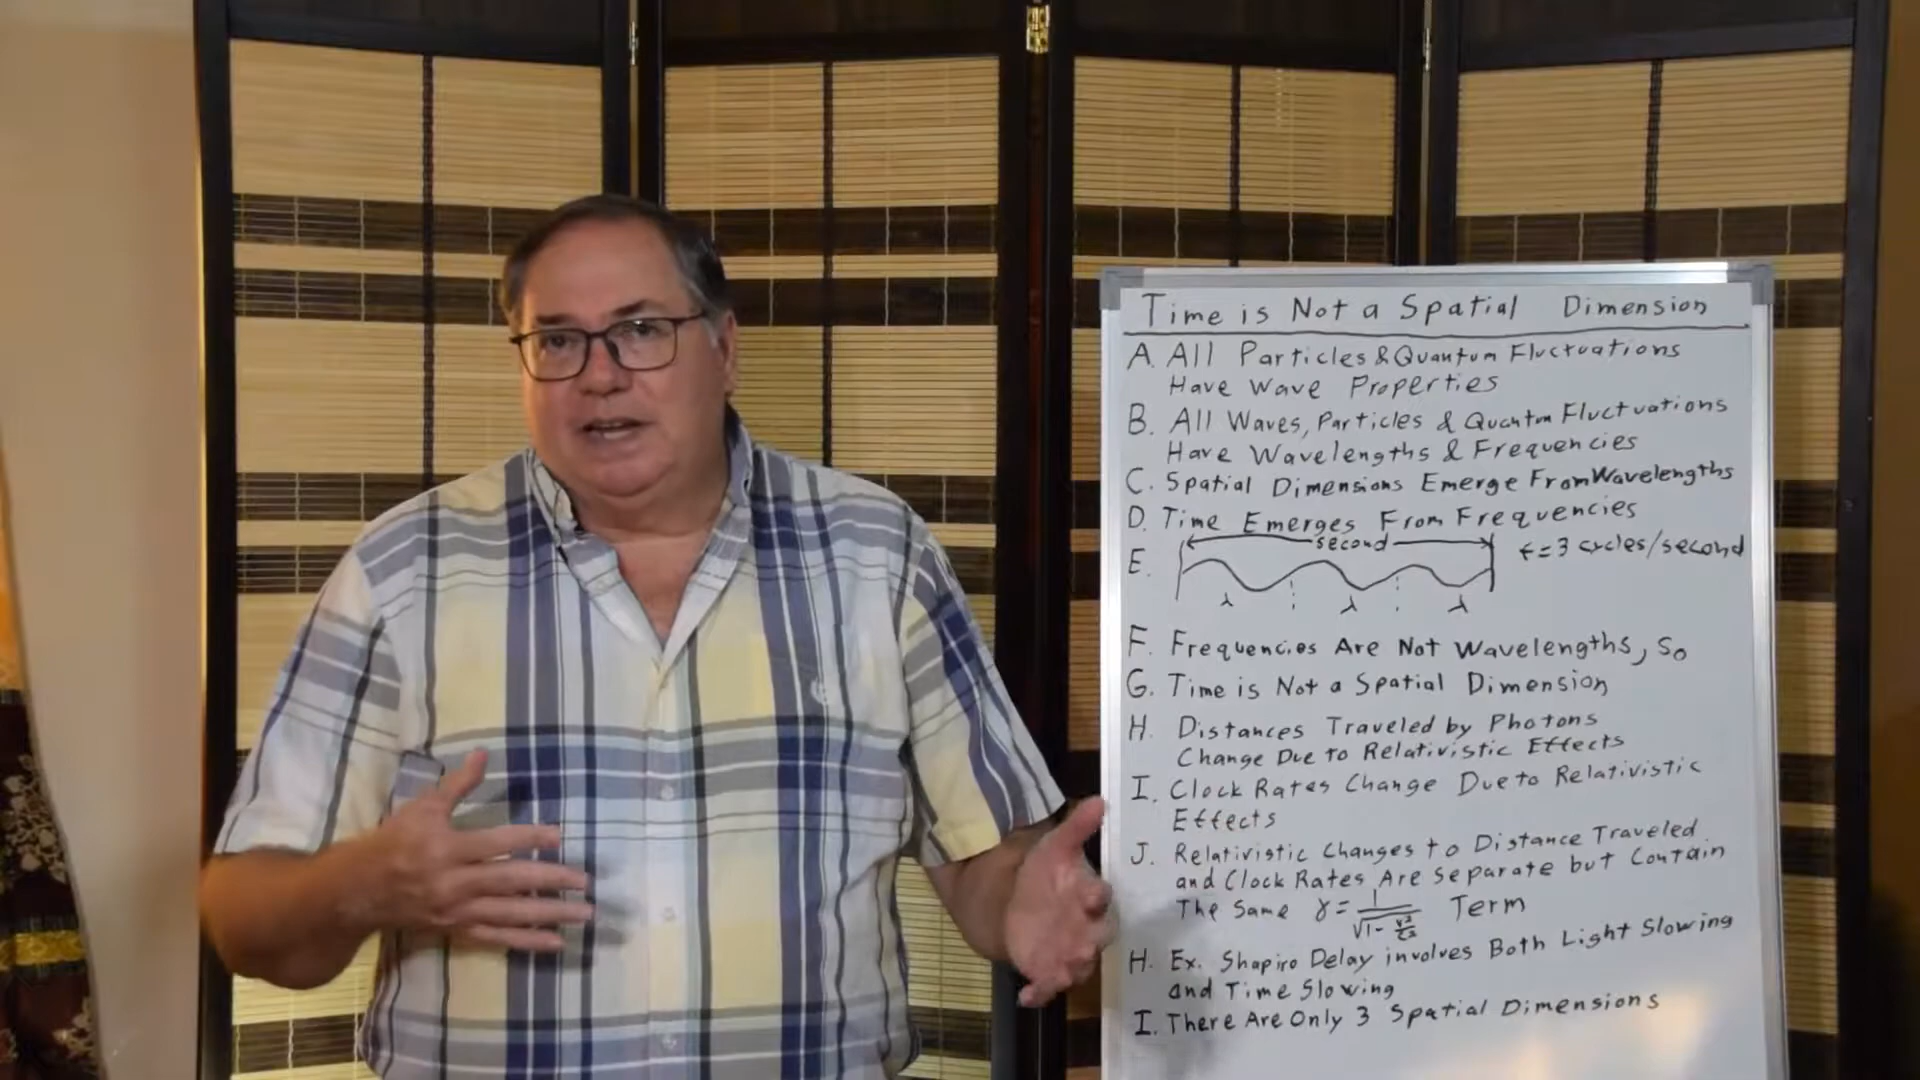 Time is Not a Spatial Dimension
A. All Particles & Quantum Fluctuations
Have Wave Properties
B. All Waves, Particles & Quantum Fluctuations
Have Wavelengths & Frequencies
C. Spatial Dimensions Emerge From Wavelengths
D. Time Emerges From Frequencies
second
E. f=3 cycles/second
λ λ λ
F. Frequencies Are Not Wavelengths, So
G. Time is Not a Spatial Dimension
H. Distances Traveled by Photons
Change Due to Relativistic Effects
I. Clock Rates Change Due to Relativistic
Effects
J. Relativistic Changes to Distance Traveled
and Clock Rates Are Separate but Contain
The Same γ = 1/√(1-v²/c²) Term
H. Ex. Shapiro Delay involves Both Light Slowing
and Time Slowing
I. There Are Only 3 Spatial Dimensions